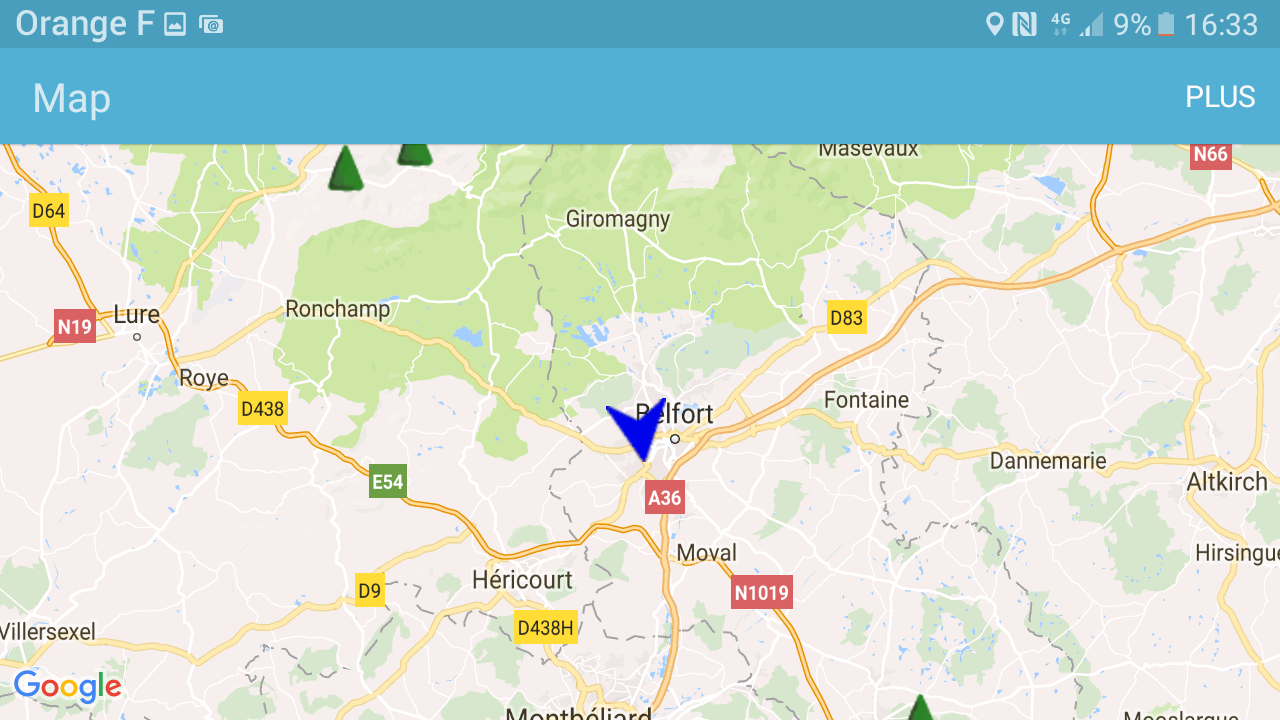 Orange F 4G 9% 16:33
Map PLUS
Masevaux
N66
D64
Giromagny
Ronchamp
Lure
D83
N19
Roye
Fontaine
D438
Belfort
Dannemarie
E54
Altkirch
A36
Moval
Hirsingue
Héricourt
D9
N1019
D438H
Villersexel
Google
Montbéliard